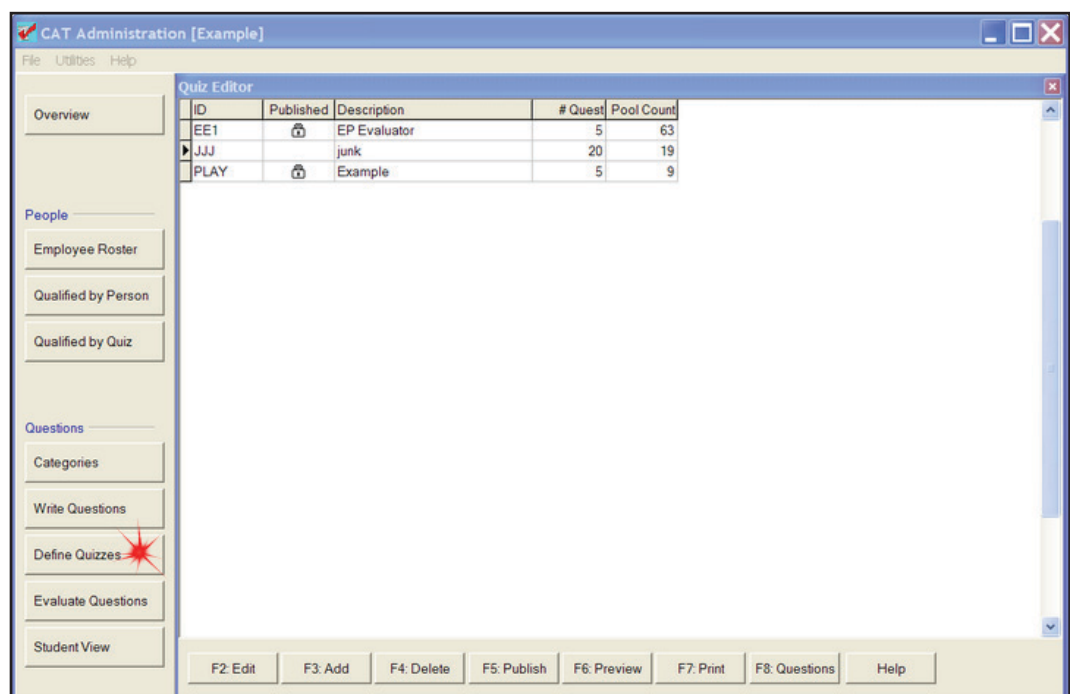 CAT Administration [Example]
File Utilities Help
Overview
People
Employee Roster
Qualified by Person
Qualified by Quiz
Questions
Categories
Write Questions
Define Quizzes
Evaluate Questions
Student View
Quiz Editor
ID Published Description # Quest Pool Count
EE1 EP Evaluator 5 63
JJJ junk 20 19
PLAY Example 5 9
F2: Edit F3: Add F4: Delete F5: Publish F6: Preview F7: Print F8: Questions Help